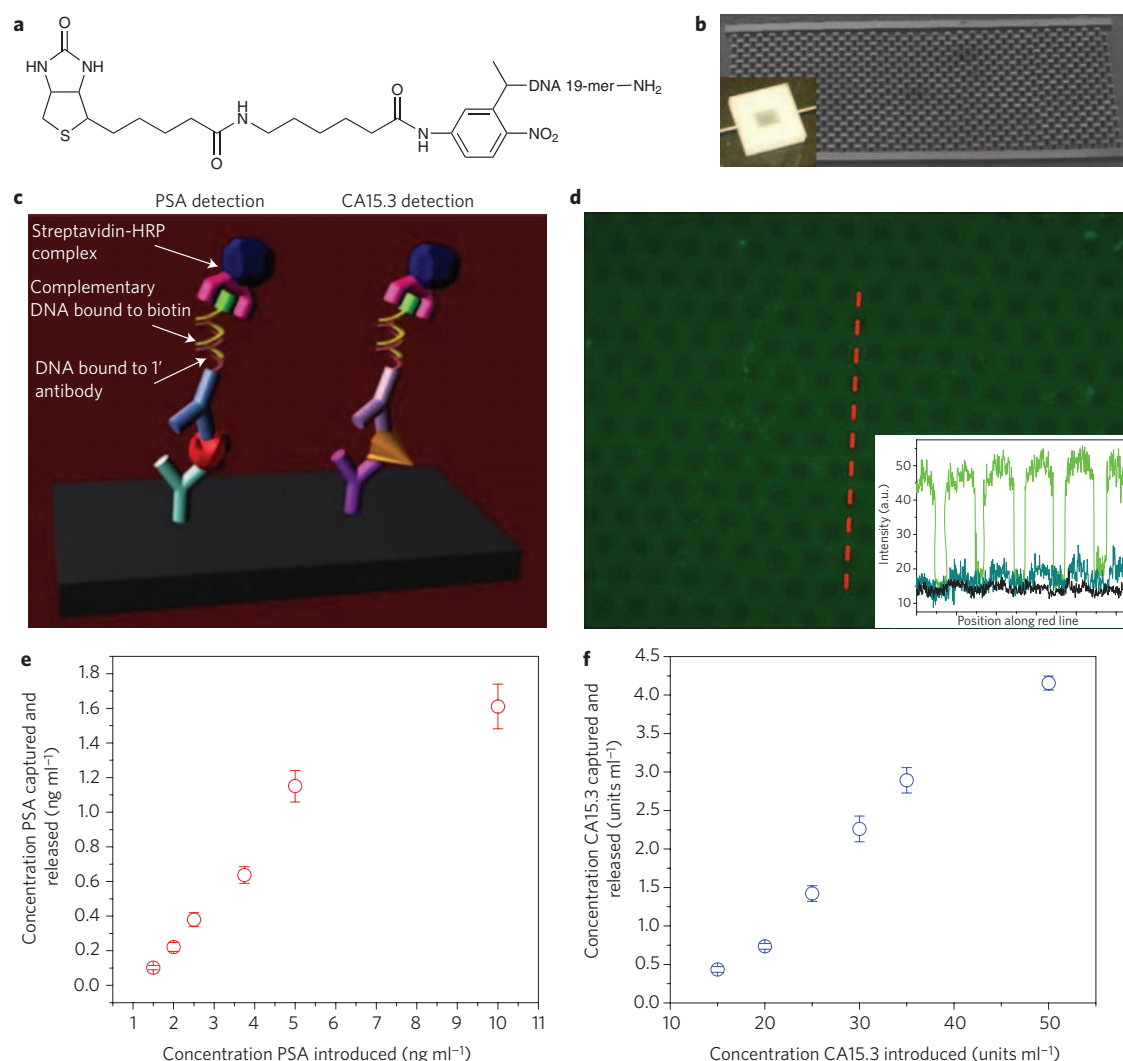 a
O
HN
NH
S
O
H
N
O
N
H
DNA 19-mer
NH₂
NO₂
b
c
PSA detection
CA15.3 detection
Streptavidin-HRP
complex
Complementary
DNA bound to biotin
DNA bound to 1′
antibody
d
50
40
30
20
10
Intensity (a.u.)
Position along red line
e
1.8
1.6
1.4
1.2
1.0
0.8
0.6
0.4
0.2
0.0
Concentration PSA captured and
released (ng ml⁻¹)
1 2 3 4 5 6 7 8 9 10 11
Concentration PSA introduced (ng ml⁻¹)
f
4.5
4.0
3.5
3.0
2.5
2.0
1.5
1.0
0.5
0.0
Concentration CA15.3 captured and
released (units ml⁻¹)
10 20 30 40 50
Concentration CA15.3 introduced (units ml⁻¹)